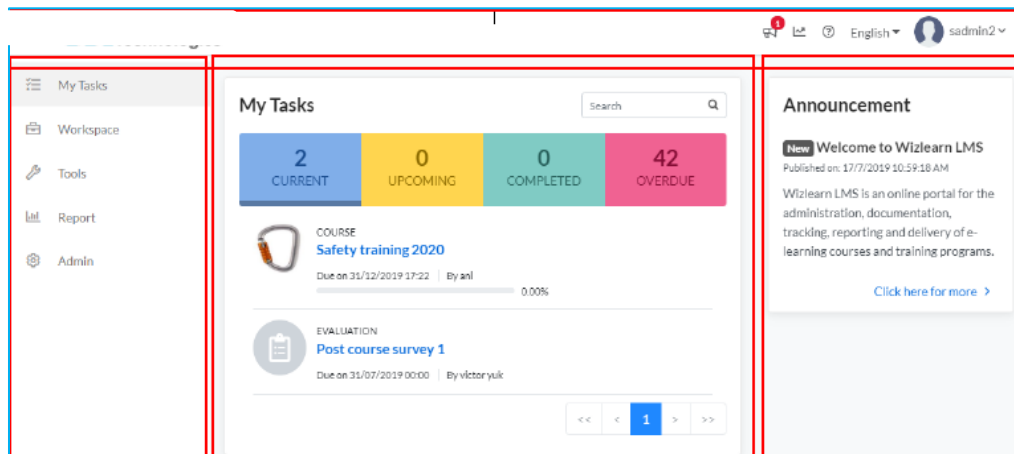 1
English
sadmin2
My Tasks
Workspace
Tools
Report
Admin
My Tasks
Search
2
CURRENT
0
UPCOMING
0
COMPLETED
42
OVERDUE
COURSE
Safety training 2020
Due on 31/12/2019 17:22 | By anl
0.00%
EVALUATION
Post course survey 1
Due on 31/07/2019 00:00 | By victor yuk
<< < 1 > >>
Announcement
New Welcome to Wizlearn LMS
Published on: 17/7/2019 10:59:18 AM
Wizlearn LMS is an online portal for the
administration, documentation,
tracking, reporting and delivery of e-
learning courses and training programs.
Click here for more >